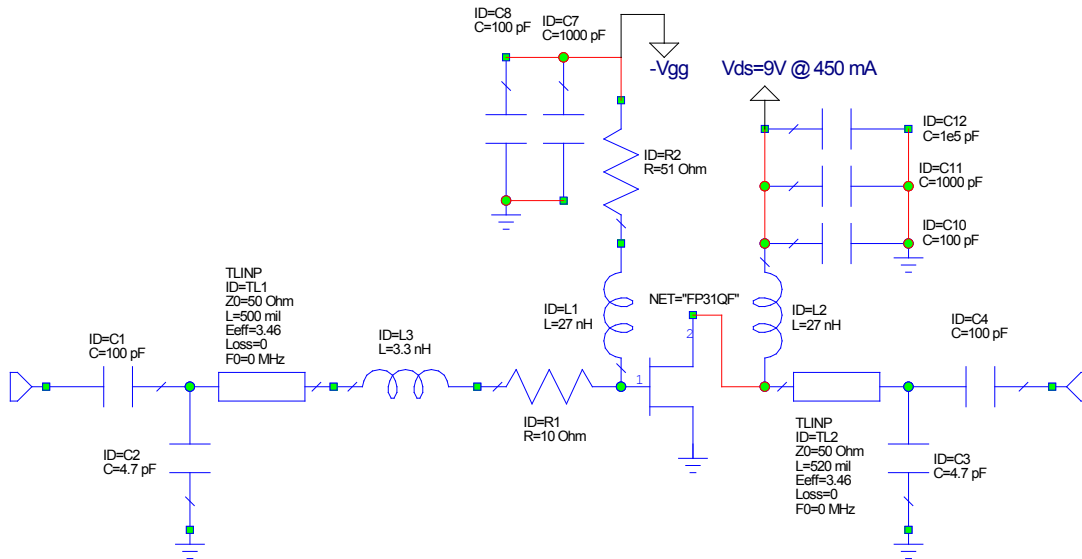 ID=C8
C=100 pF
ID=C7
C=1000 pF
-Vgg
Vds=9V @ 450 mA
ID=C12
C=1e5 pF
ID=R2
R=51 Ohm
ID=C11
C=1000 pF
ID=C10
C=100 pF
TLINP
ID=TL1
Z0=50 Ohm
L=500 mil
Eeff=3.46
Loss=0
F0=0 MHz
ID=L1
L=27 nH
NET="FP31QF"
ID=L2
L=27 nH
ID=C4
C=100 pF
ID=C1
C=100 pF
ID=L3
L=3.3 nH
2
1
ID=R1
R=10 Ohm
ID=C2
C=4.7 pF
TLINP
ID=TL2
Z0=50 Ohm
L=520 mil
Eeff=3.46
Loss=0
F0=0 MHz
ID=C3
C=4.7 pF